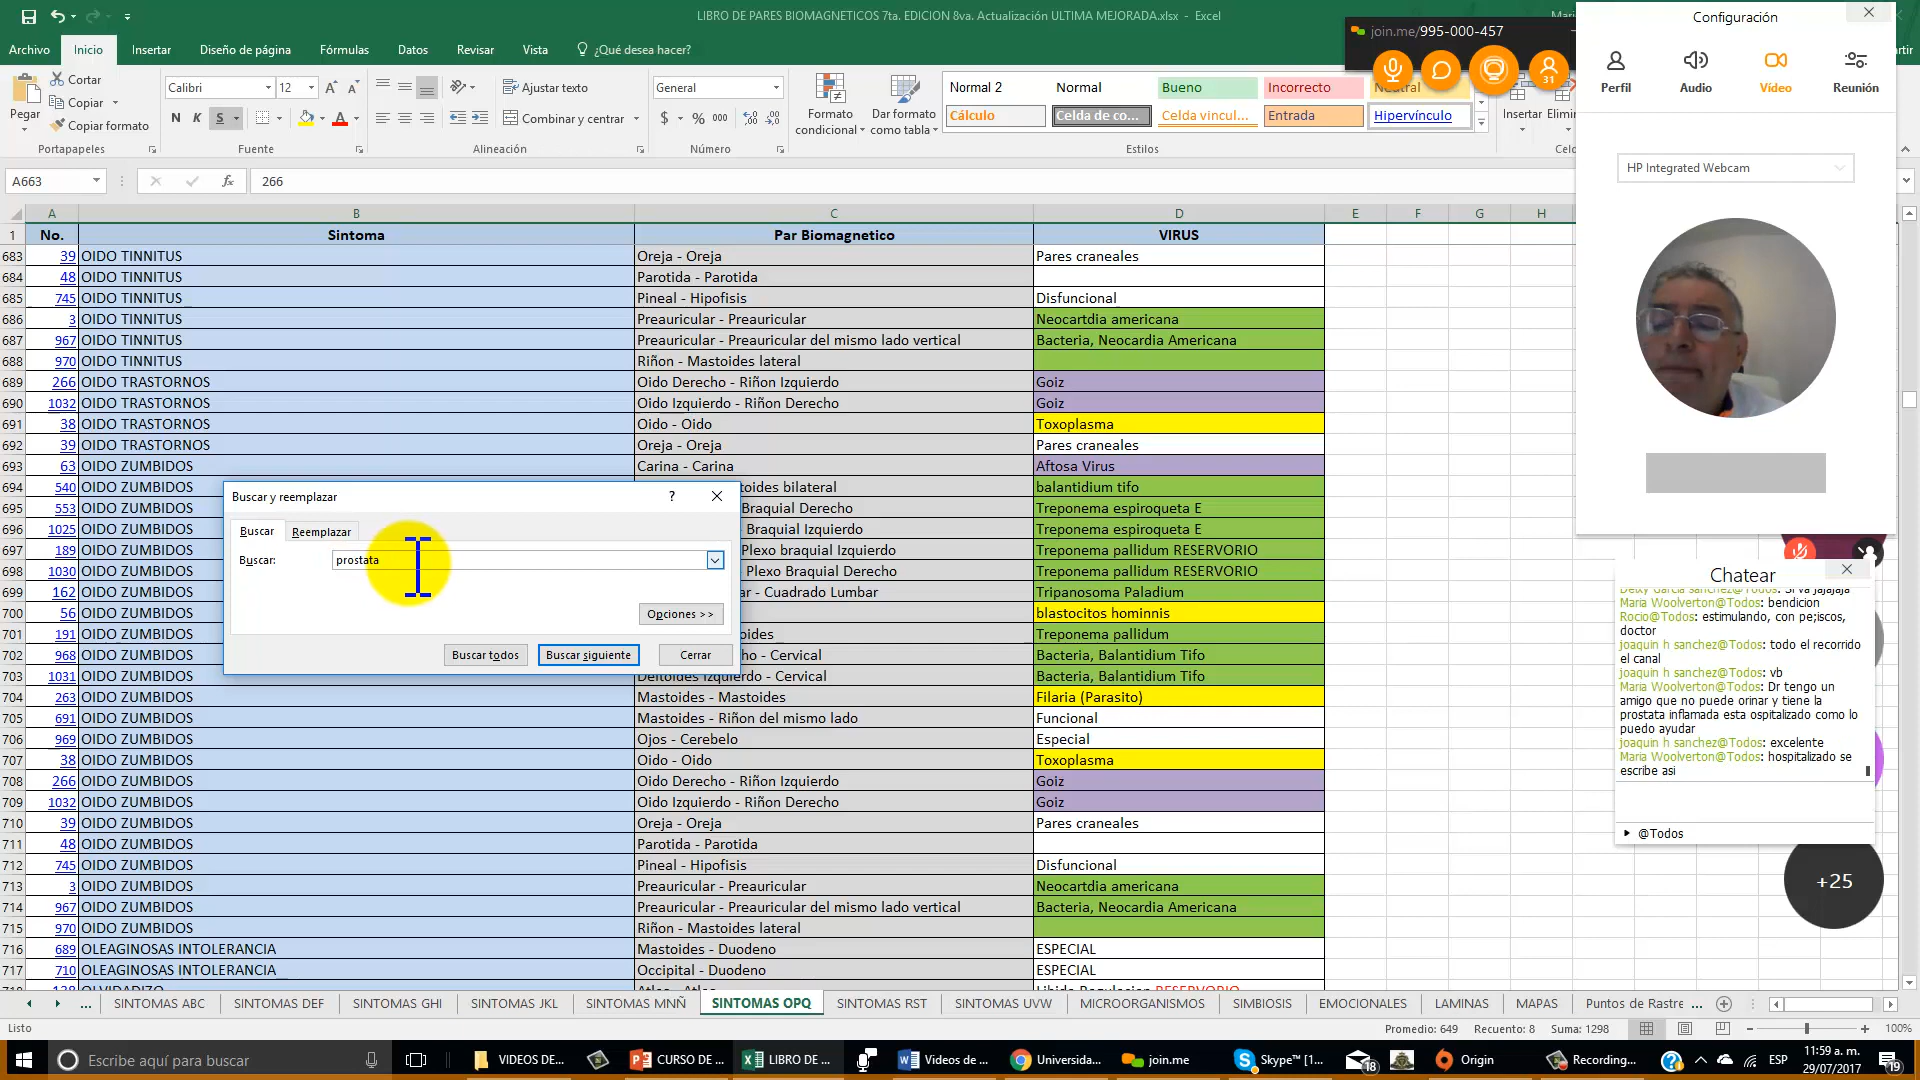 LIBRO DE PARES BIOMAGNETICOS 7ta. EDICION 8va. Actualización ULTIMA MEJORADA.xlsx - Excel
Archivo Inicio Insertar Diseño de página Fórmulas Datos Revisar Vista ¿Qué desea hacer?
Cortar
Copiar
Copiar formato
Pegar
Portapapeles
Calibri 12
N K S
Fuente
Ajustar texto
Combinar y centrar
Alineación
General
$ % 000
Número
Formato condicional
Dar formato como tabla
Normal 2 Normal Bueno Incorrecto Neutral
Cálculo Celda de co... Celda vincul... Entrada Hipervínculo
Estilos
Insertar Elimin
Celd
A663 fx 266
A B C D E F G H
1 No. Sintoma Par Biomagnetico VIRUS
683 39 OIDO TINNITUS Oreja - Oreja Pares craneales
684 48 OIDO TINNITUS Parotida - Parotida
685 745 OIDO TINNITUS Pineal - Hipofisis Disfuncional
686 3 OIDO TINNITUS Preauricular - Preauricular Neocartdia americana
687 967 OIDO TINNITUS Preauricular - Preauricular del mismo lado vertical Bacteria, Neocardia Americana
688 970 OIDO TINNITUS Riñon - Mastoides lateral
689 266 OIDO TRASTORNOS Oido Derecho - Riñon Izquierdo Goiz
690 1032 OIDO TRASTORNOS Oido Izquierdo - Riñon Derecho Goiz
691 38 OIDO TRASTORNOS Oido - Oido Toxoplasma
692 39 OIDO TRASTORNOS Oreja - Oreja Pares craneales
693 63 OIDO ZUMBIDOS Carina - Carina Aftosa Virus
694 540 OIDO ZUMBIDOS toides bilateral balantidium tifo
695 553 OIDO ZUMBIDOS Braquial Derecho Treponema espiroqueta E
696 1025 OIDO ZUMBIDOS Braquial Izquierdo Treponema espiroqueta E
697 189 OIDO ZUMBIDOS Plexo braquial Izquierdo Treponema pallidum RESERVORIO
698 1030 OIDO ZUMBIDOS Plexo Braquial Derecho Treponema pallidum RESERVORIO
699 162 OIDO ZUMBIDOS ar - Cuadrado Lumbar Tripanosoma Paladium
700 56 OIDO ZUMBIDOS blastocitos hominnis
701 191 OIDO ZUMBIDOS oides Treponema pallidum
702 968 OIDO ZUMBIDOS ho - Cervical Bacteria, Balantidium Tifo
703 1031 OIDO ZUMBIDOS Deltoides Izquierdo - Cervical Bacteria, Balantidium Tifo
704 263 OIDO ZUMBIDOS Mastoides - Mastoides Filaria (Parasito)
705 691 OIDO ZUMBIDOS Mastoides - Riñon del mismo lado Funcional
706 969 OIDO ZUMBIDOS Ojos - Cerebelo Especial
707 38 OIDO ZUMBIDOS Oido - Oido Toxoplasma
708 266 OIDO ZUMBIDOS Oido Derecho - Riñon Izquierdo Goiz
709 1032 OIDO ZUMBIDOS Oido Izquierdo - Riñon Derecho Goiz
710 39 OIDO ZUMBIDOS Oreja - Oreja Pares craneales
711 48 OIDO ZUMBIDOS Parotida - Parotida
712 745 OIDO ZUMBIDOS Pineal - Hipofisis Disfuncional
713 3 OIDO ZUMBIDOS Preauricular - Preauricular Neocartdia americana
714 967 OIDO ZUMBIDOS Preauricular - Preauricular del mismo lado vertical Bacteria, Neocardia Americana
715 970 OIDO ZUMBIDOS Riñon - Mastoides lateral
716 689 OLEAGINOSAS INTOLERANCIA Mastoides - Duodeno ESPECIAL
717 710 OLEAGINOSAS INTOLERANCIA Occipital - Duodeno ESPECIAL
Buscar y reemplazar ?
Buscar Reemplazar
Buscar: prostata
Opciones >>
Buscar todos Buscar siguiente Cerrar
... SINTOMAS ABC SINTOMAS DEF SINTOMAS GHI SINTOMAS JKL SINTOMAS MNÑ SINTOMAS OPQ SINTOMAS RST SINTOMAS UVW MICROORGANISMOS SIMBIOSIS EMOCIONALES LAMINAS MAPAS Puntos de Rastre ...
Listo Promedio: 649 Recuento: 8 Suma: 1298 100%
join.me/995-000-457
31
Configuración
Perfil Audio Vídeo Reunión
HP Integrated Webcam
Chatear
Deixy Garcia sanchez@Todos: Si va jajajaja
Maria Woolverton@Todos: bendicion
Rocio@Todos: estimulando, con pe;iscos,
doctor
joaquin h sanchez@Todos: todo el recorrido
el canal
joaquin h sanchez@Todos: vb
Maria Woolverton@Todos: Dr tengo un
amigo que no puede orinar y tiene la
prostata inflamada esta ospitalizado como lo
puedo ayudar
joaquin h sanchez@Todos: excelente
Maria Woolverton@Todos: hospitalizado se
escribe asi
@Todos
+25
Escribe aquí para buscar VIDEOS DE... CURSO DE ... LIBRO DE ... Videos de ... Universida... join.me Skype™ [1... 18 Origin Recording... ESP 11:59 a. m.
29/07/2017 19